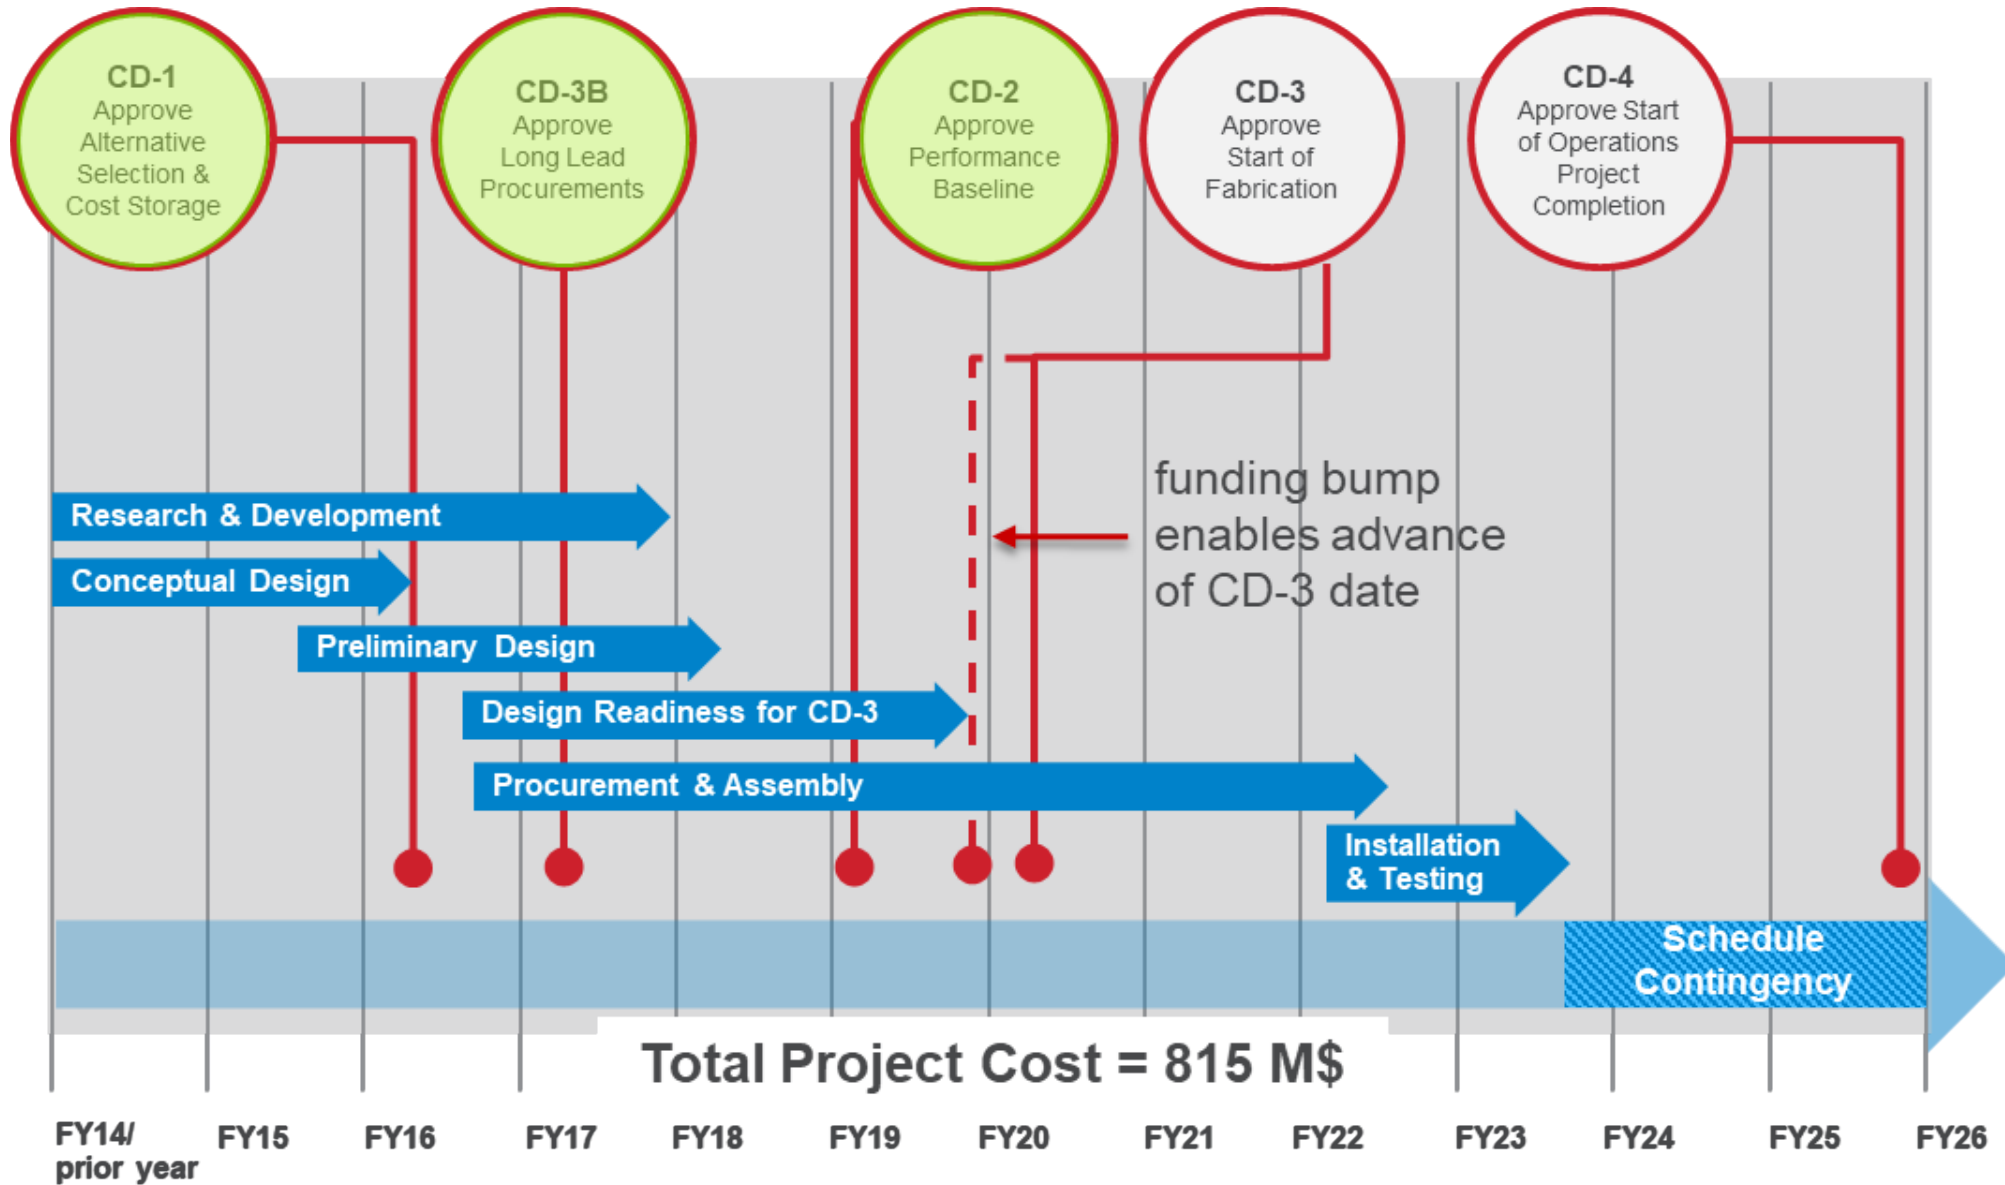 CD-1
Approve
Alternative
Selection &
Cost Storage
CD-3B
Approve
Long Lead
Procurements
CD-2
Approve
Performance
Baseline
CD-3
Approve
Start of
Fabrication
CD-4
Approve Start
of Operations
Project
Completion
funding bump
enables advance
of CD-3 date
Research & Development
Conceptual Design
Preliminary Design
Design Readiness for CD-3
Procurement & Assembly
Installation
& Testing
Schedule
Contingency
Total Project Cost = 815 M$
FY14/
prior year
FY15
FY16
FY17
FY18
FY19
FY20
FY21
FY22
FY23
FY24
FY25
FY26